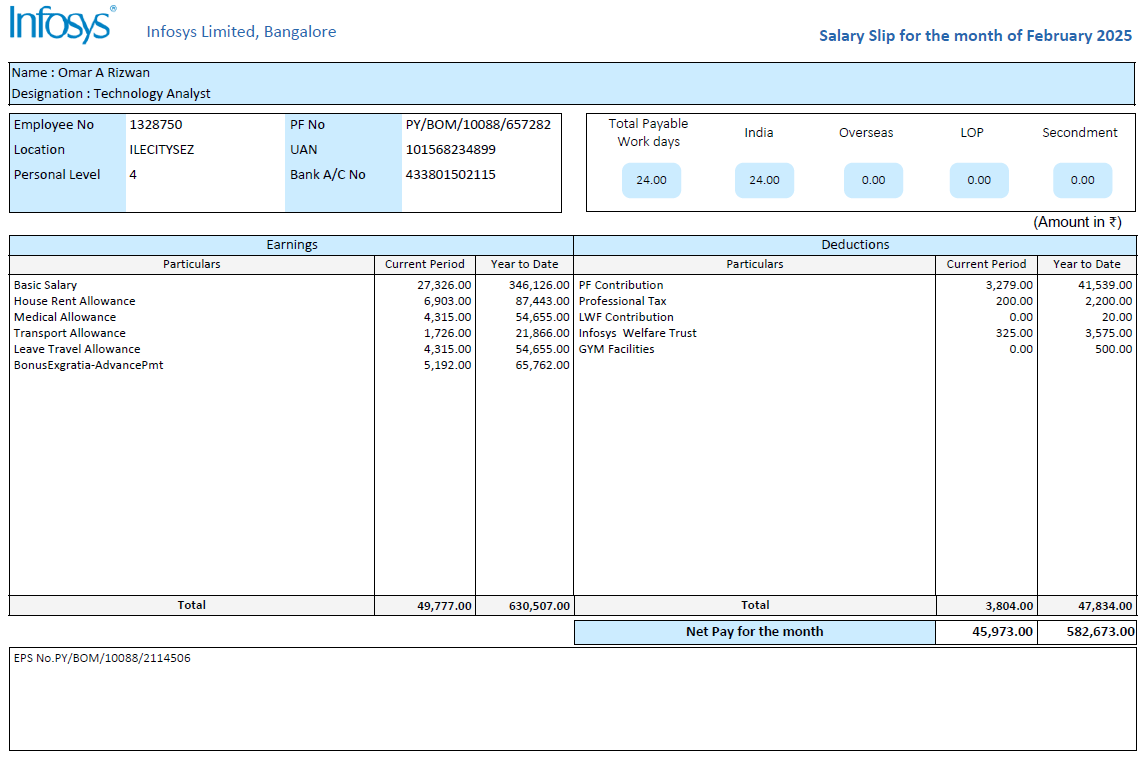 Infosys®
Infosys Limited, Bangalore
Salary Slip for the month of February 2025
Name : Omar A Rizwan
Designation : Technology Analyst
Employee No 1328750 PF No PY/BOM/10088/657282
Location ILECITYSEZ UAN 101568234899
Personal Level 4 Bank A/C No 433801502115
Total Payable Work days India Overseas LOP Secondment
24.00 24.00 0.00 0.00 0.00
(Amount in ₹)
Earnings Deductions
Particulars Current Period Year to Date Particulars Current Period Year to Date
Basic Salary 27,326.00 346,126.00 PF Contribution 3,279.00 41,539.00
House Rent Allowance 6,903.00 87,443.00 Professional Tax 200.00 2,200.00
Medical Allowance 4,315.00 54,655.00 LWF Contribution 0.00 20.00
Transport Allowance 1,726.00 21,866.00 Infosys Welfare Trust 325.00 3,575.00
Leave Travel Allowance 4,315.00 54,655.00 GYM Facilities 0.00 500.00
BonusExgratia-AdvancePmt 5,192.00 65,762.00
Total 49,777.00 630,507.00 Total 3,804.00 47,834.00
Net Pay for the month 45,973.00 582,673.00
EPS No.PY/BOM/10088/2114506